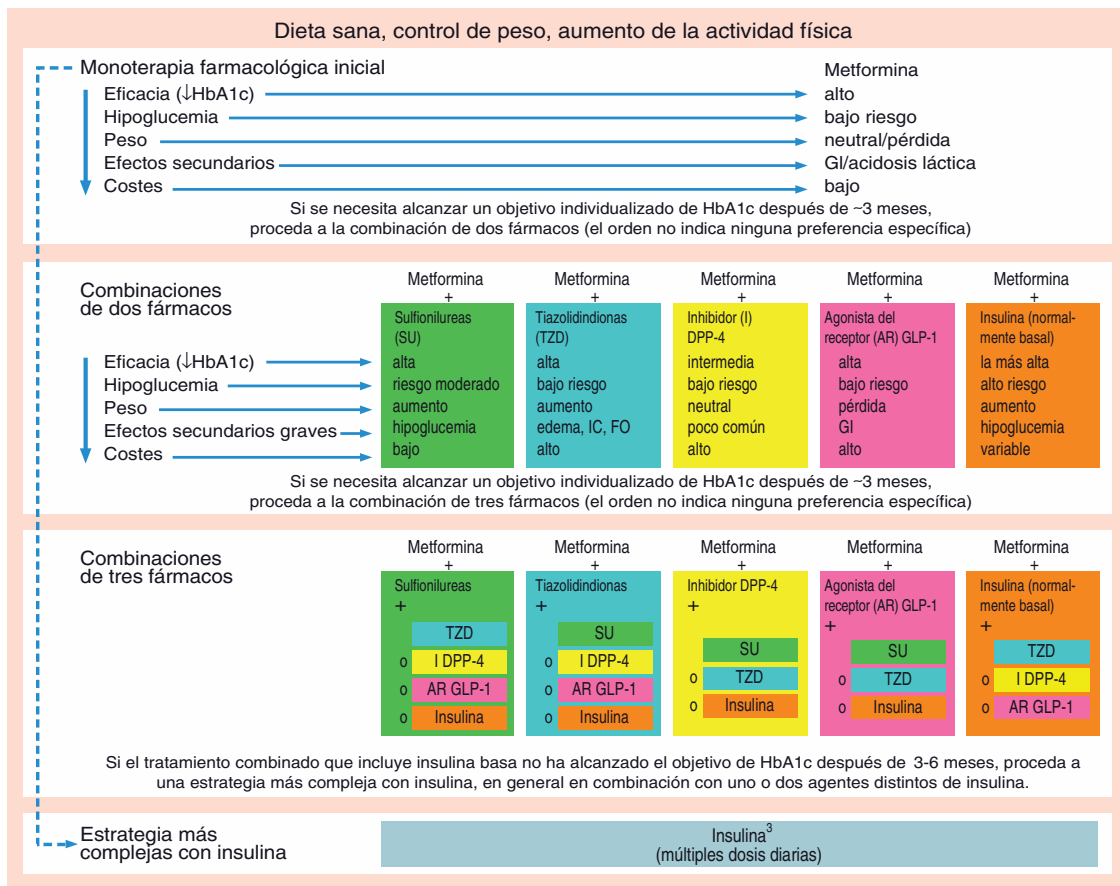 Dieta sana, control de peso, aumento de la actividad física
Monoterapia farmacológica inicial
Metformina
Eficacia (↓HbA1c)
alto
Hipoglucemia
bajo riesgo
Peso
neutral/pérdida
Efectos secundarios
GI/acidosis láctica
Costes
bajo
Si se necesita alcanzar un objetivo individualizado de HbA1c después de ~3 meses,
proceda a la combinación de dos fármacos (el orden no indica ninguna preferencia específica)
Combinaciones
de dos fármacos
Eficacia (↓HbA1c)
Hipoglucemia
Peso
Efectos secundarios graves
Costes
Metformina
+
Sulfionilureas
(SU)
alta
riesgo moderado
aumento
hipoglucemia
bajo
Metformina
+
Tiazolidindionas
(TZD)
alta
bajo riesgo
aumento
edema, IC, FO
alto
Metformina
+
Inhibidor (I)
DPP-4
intermedia
bajo riesgo
neutral
poco común
alto
Metformina
+
Agonista del
receptor (AR) GLP-1
alta
bajo riesgo
pérdida
GI
alto
Metformina
+
Insulina (normal-
mente basal)
la más alta
alto riesgo
aumento
hipoglucemia
variable
Si se necesita alcanzar un objetivo individualizado de HbA1c después de ~3 meses,
proceda a la combinación de tres fármacos (el orden no indica ninguna preferencia específica)
Combinaciones
de tres fármacos
Metformina
+
Sulfionilureas
+
TZD
o I DPP-4
o AR GLP-1
o Insulina
Metformina
+
Tiazolidindionas
+
SU
o I DPP-4
o AR GLP-1
o Insulina
Metformina
+
Inhibidor DPP-4
+
SU
o TZD
o Insulina
Metformina
+
Agonista del
receptor (AR) GLP-1
+
SU
o TZD
o Insulina
Metformina
+
Insulina (normal-
mente basal)
+
TZD
o I DPP-4
o AR GLP-1
Si el tratamiento combinado que incluye insulina basa no ha alcanzado el objetivo de HbA1c después de 3-6 meses, proceda a
una estrategia más compleja con insulina, en general en combinación con uno o dos agentes distintos de insulina.
Estrategia más
complejas con insulina
Insulina³
(múltiples dosis diarias)